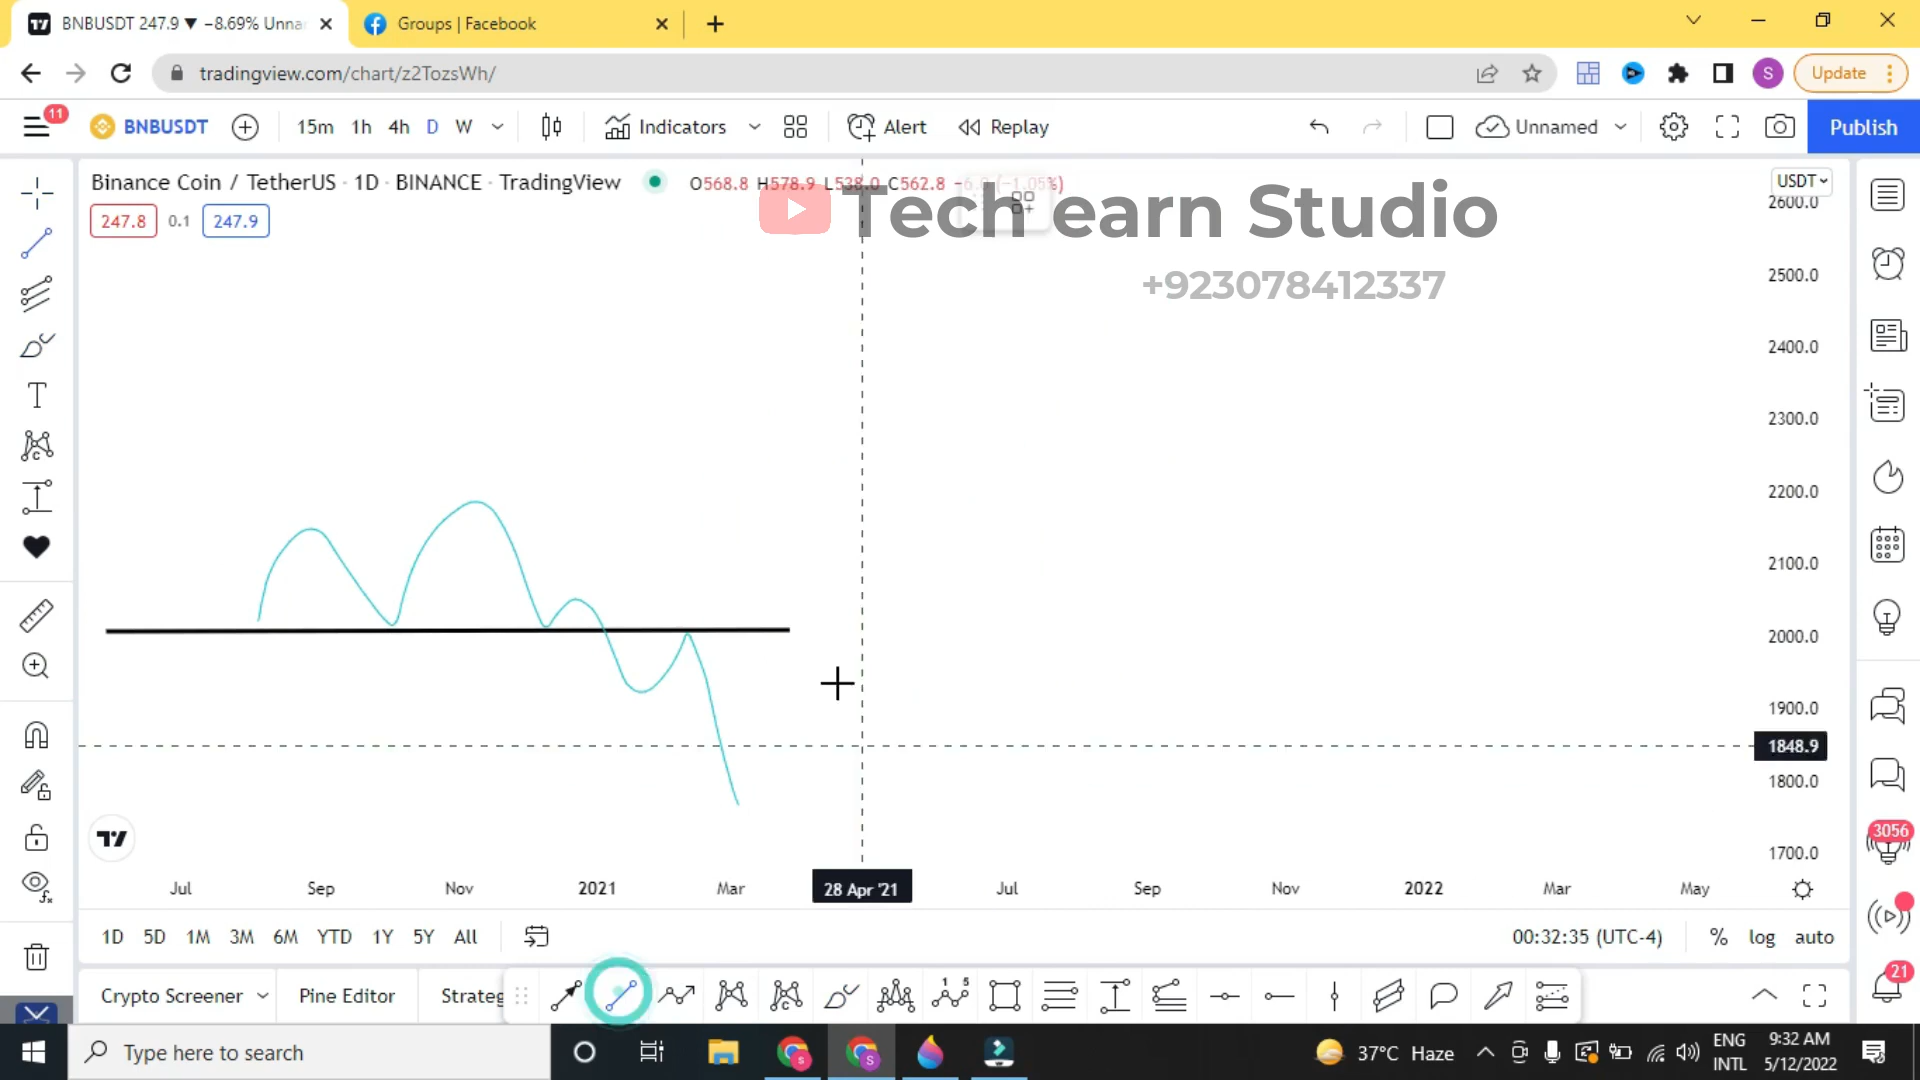 BNBUSDT 247.9 ▼ −8.69% Unna
Groups | Facebook
tradingview.com/chart/z2TozsWh/
S
Update
11
BNBUSDT
15m 1h 4h D W
Indicators
Alert
Replay
Unnamed
Publish
Binance Coin / TetherUS · 1D · BINANCE · TradingView
O568.8 H578.9 L538.0 C562.8 −6.0 (−1.05%)
USDT
247.8 0.1 247.9
Tech earn Studio
+923078412337
2600.0
2500.0
2400.0
2300.0
2200.0
2100.0
2000.0
1900.0
1848.9
1800.0
1700.0
Jul Sep Nov 2021 Mar 28 Apr '21 Jul Sep Nov 2022 Mar May
1D 5D 1M 3M 6M YTD 1Y 5Y All
00:32:35 (UTC-4) % log auto
3056
21
Crypto Screener Pine Editor Strateg
Type here to search
37°C Haze
ENG
INTL
9:32 AM
5/12/2022